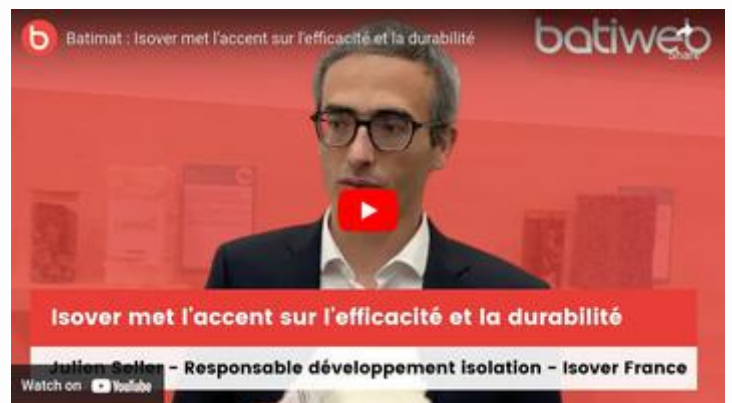 Batimat : Isover met l'accent sur l'efficacité et la durabilité
batiweb
Share
Isover met l'accent sur l'efficacité et la durabilité
Julien Seller - Responsable développement isolation - Isover France
Watch on YouTube